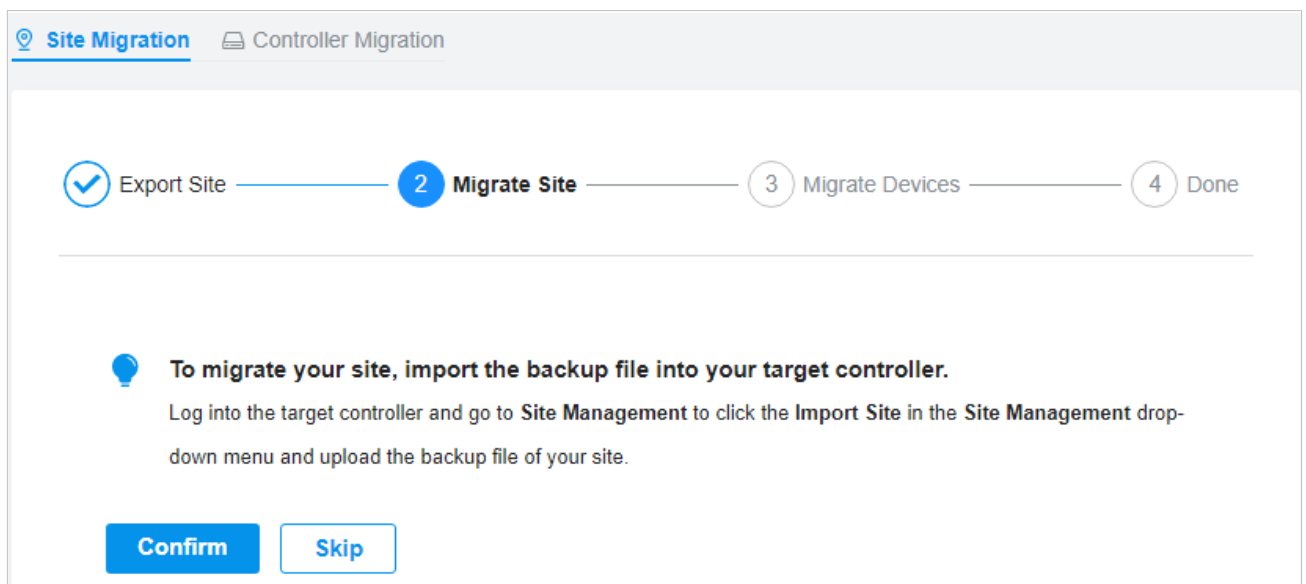 Site Migration Controller Migration
Export Site 2 Migrate Site 3 Migrate Devices 4 Done
To migrate your site, import the backup file into your target controller.
Log into the target controller and go to Site Management to click the Import Site in the Site Management drop-
down menu and upload the backup file of your site.
Confirm Skip